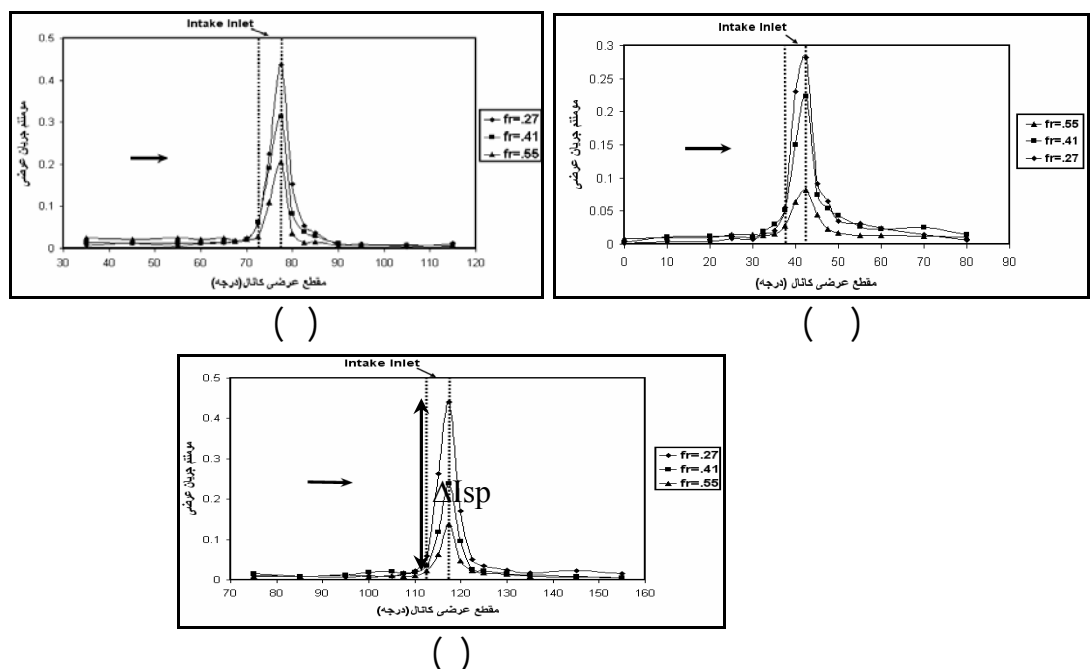 Intake Inlet
0.5
0.4
0.3
0.2
0.1
0
30 40 50 60 70 80 90 100 110 120
مومنتم جریان عرضی
مقطع عرضی کانال(درجه)
fr=.27
fr=.41
fr=.55
( )
Intake Inlet
0.3
0.25
0.2
0.15
0.1
0.05
0
0 10 20 30 40 50 60 70 80 90
مومنتم جریان عرضی
مقطع عرضی کانال (درجه)
fr=.55
fr=.41
fr=.27
( )
Intake Inlet
0.5
0.4
0.3
0.2
0.1
0
70 80 90 100 110 120 130 140 150 160
مومنتم جریان عرضی
مقطع عرضی کانال(درجه)
ΔIsp
fr=.27
fr=.41
fr=.55
( )